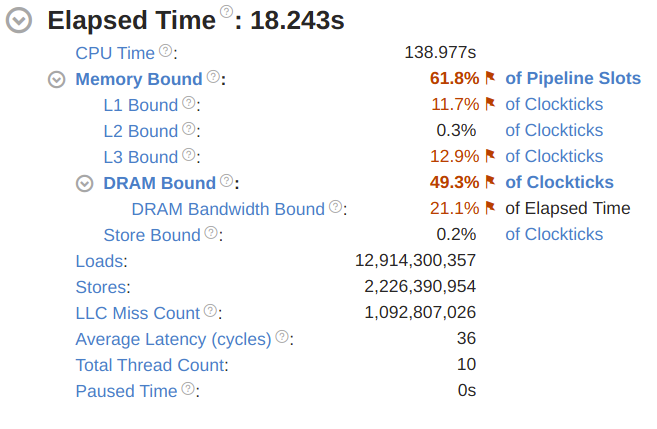 Elapsed Time ?: 18.243s
CPU Time ?: 138.977s
Memory Bound ?: 61.8% of Pipeline Slots
L1 Bound ?: 11.7% of Clockticks
L2 Bound ?: 0.3% of Clockticks
L3 Bound ?: 12.9% of Clockticks
DRAM Bound ?: 49.3% of Clockticks
DRAM Bandwidth Bound ?: 21.1% of Elapsed Time
Store Bound ?: 0.2% of Clockticks
Loads: 12,914,300,357
Stores: 2,226,390,954
LLC Miss Count ?: 1,092,807,026
Average Latency (cycles) ?: 36
Total Thread Count: 10
Paused Time ?: 0s